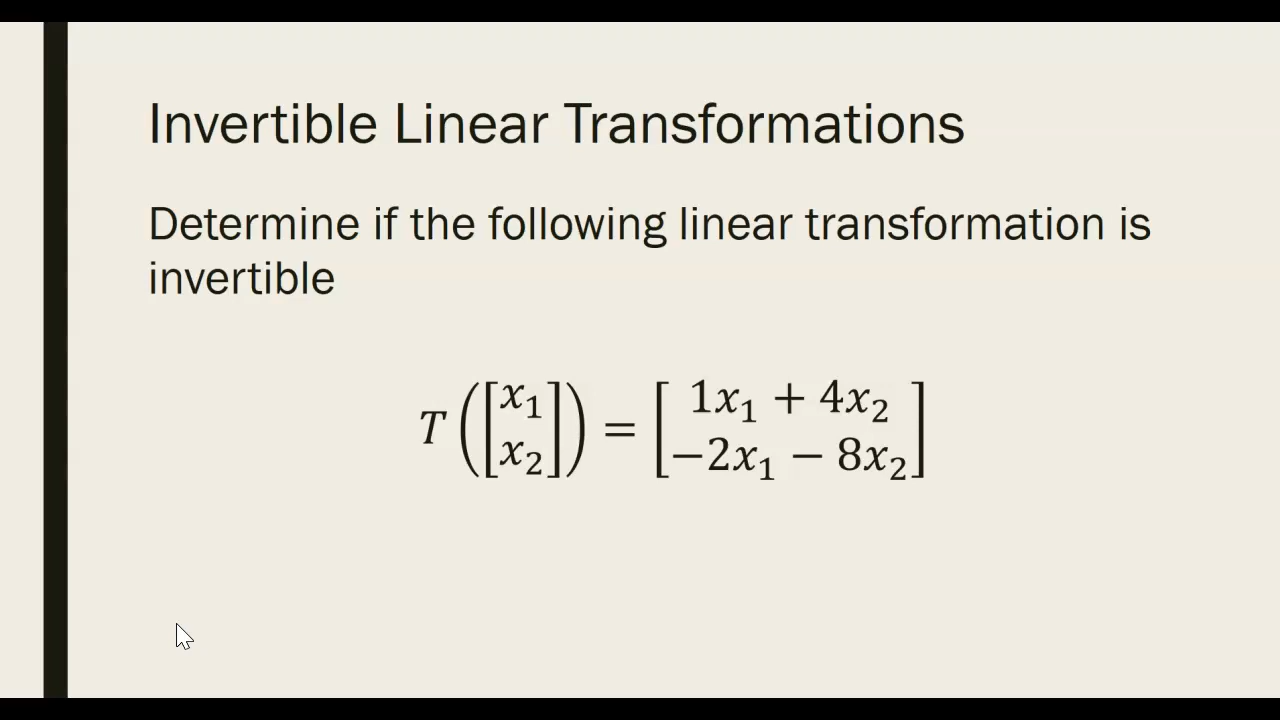 Invertible Linear Transformations
Determine if the following linear transformation is
invertible
T([x₁ x₂]) = [1x₁ + 4x₂
−2x₁ − 8x₂]